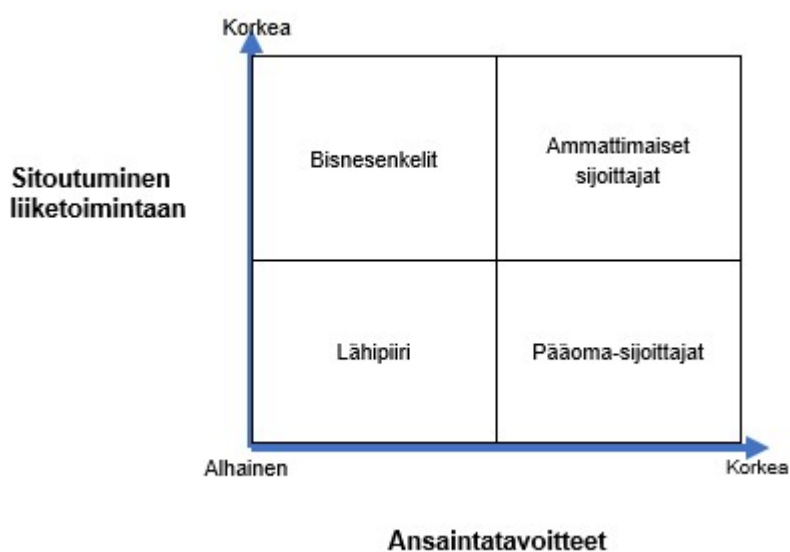 Korkea
Sitoutuminen
liiketoimintaan
Bisnesenkelit
Ammattimaiset
sijoittajat
Lähipiiri
Pääoma-sijoittajat
Alhainen
Korkea
Ansaintatavoitteet